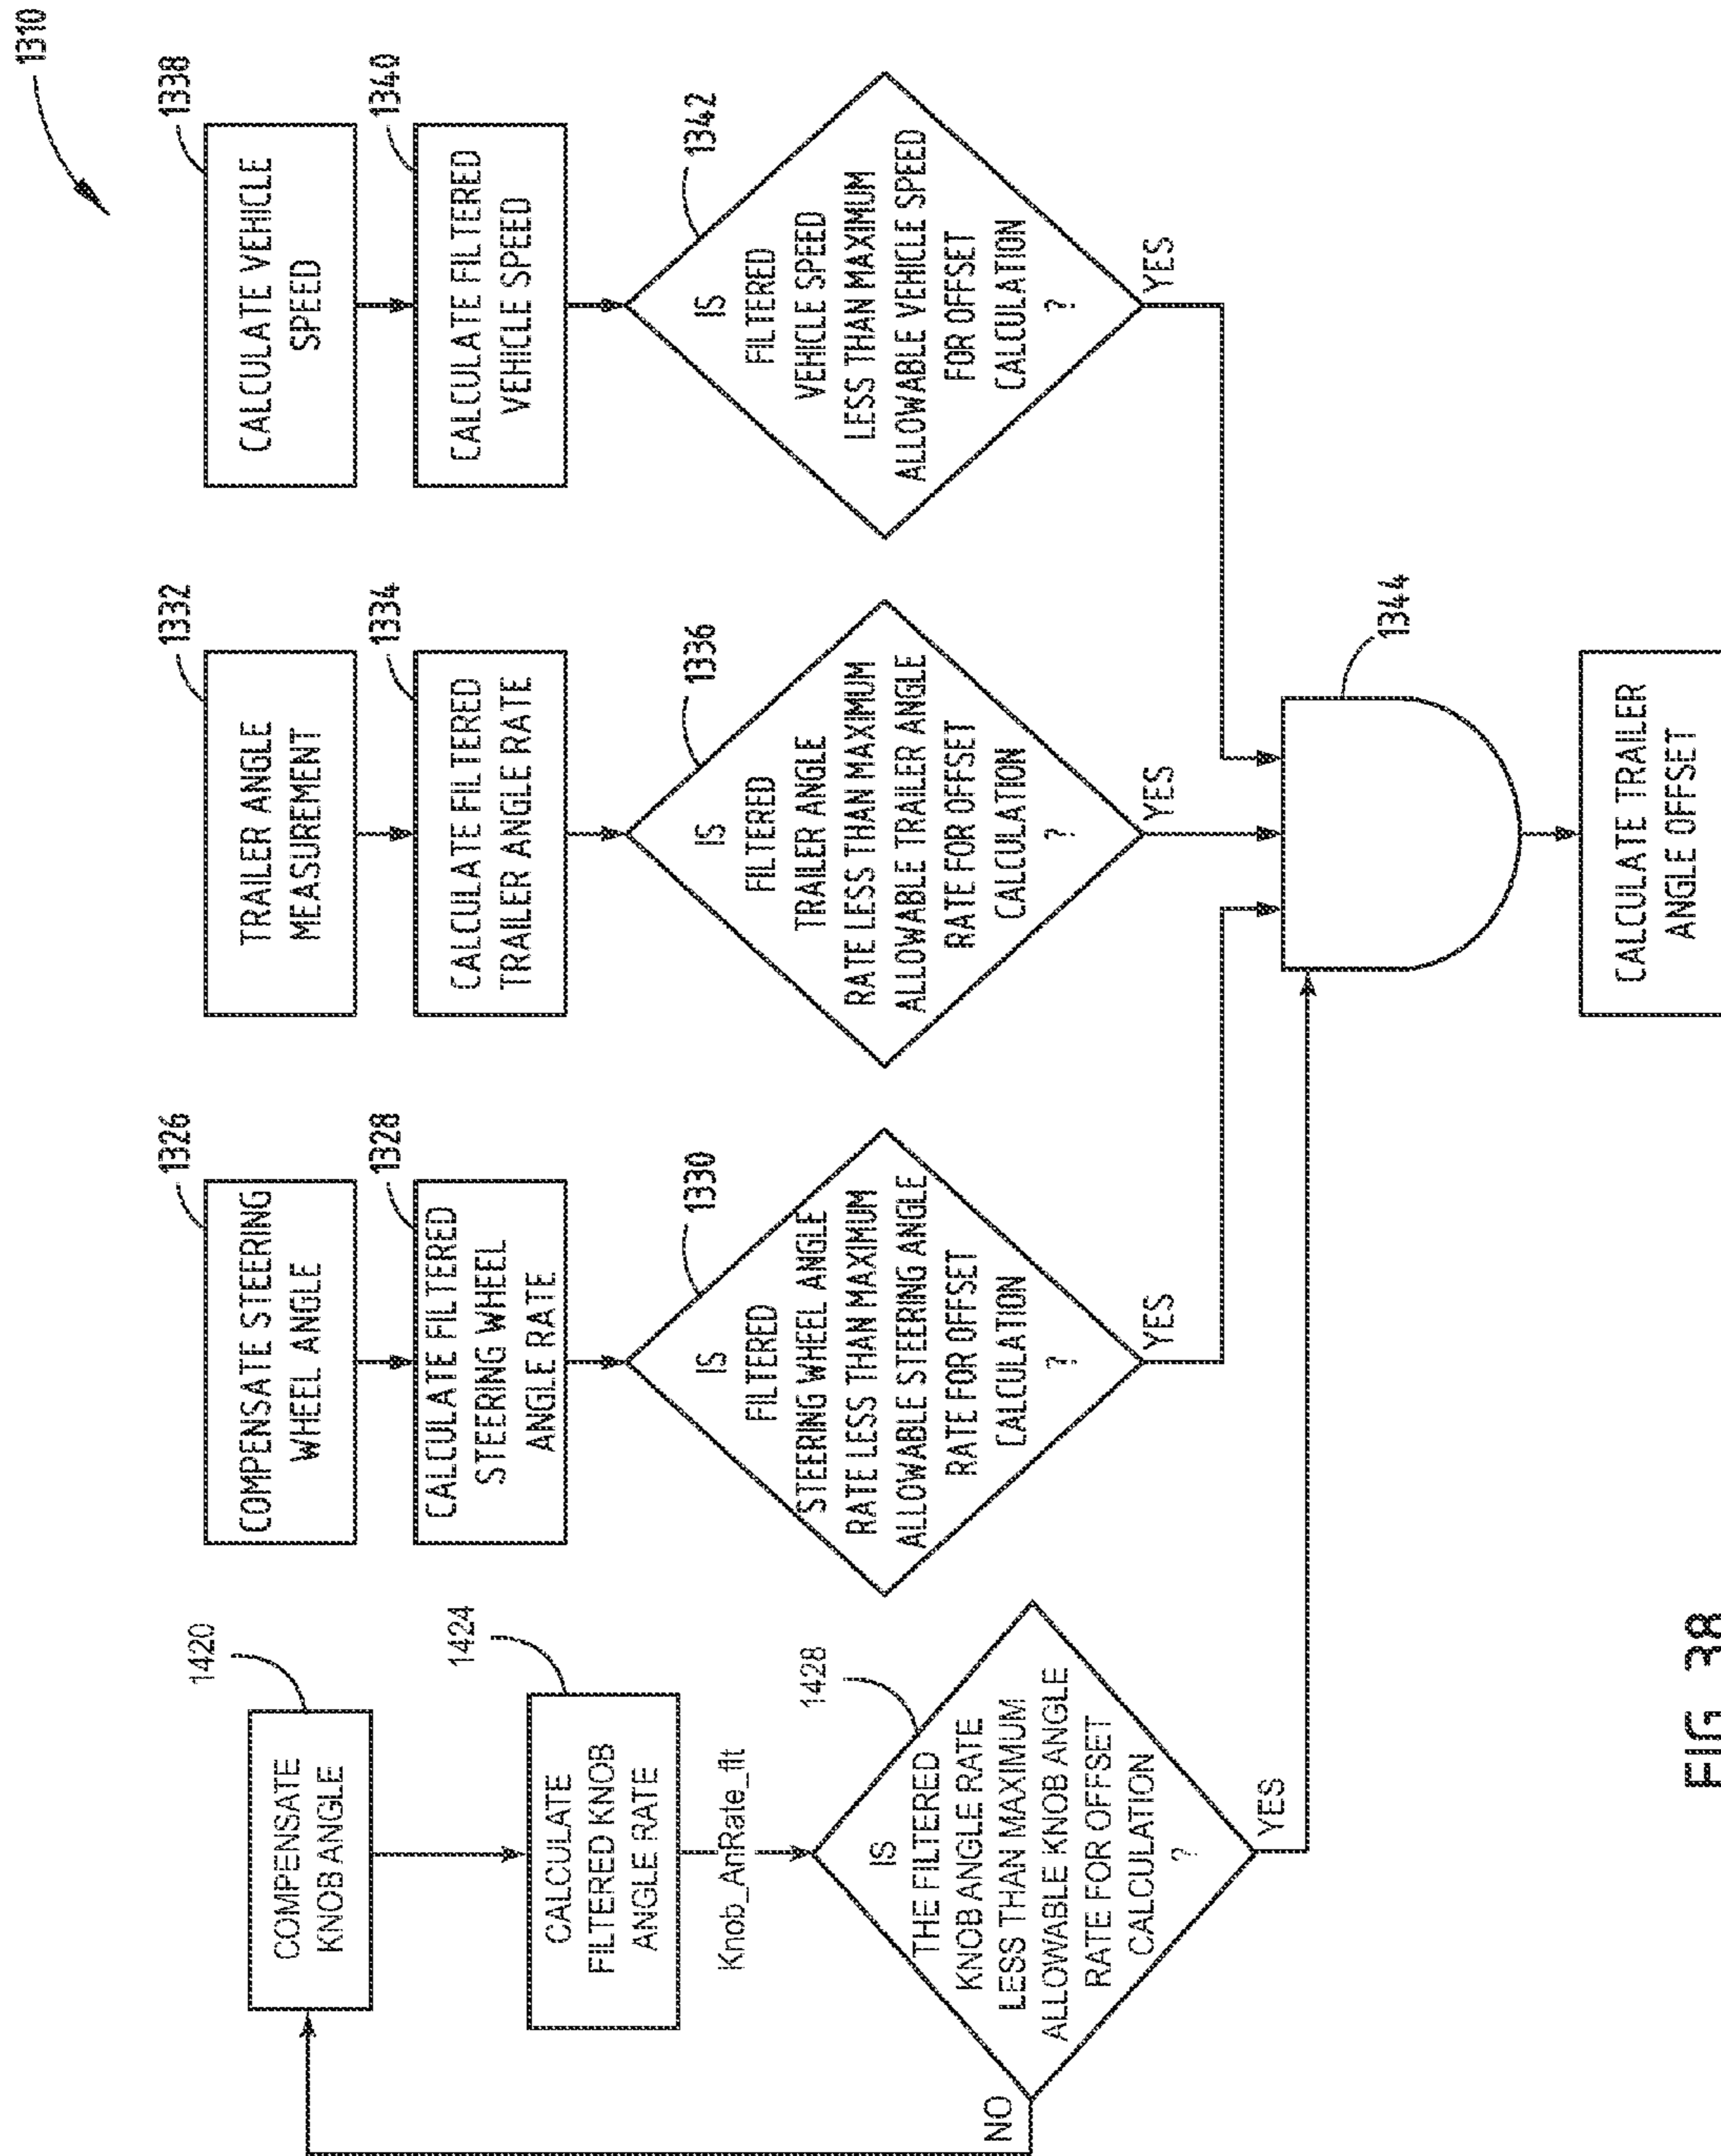 1310
1420
COMPENSATE
KNOB ANGLE
1424
CALCULATE
FILTERED KNOB
ANGLE RATE
Knob_AnRate_flt
1428
IS
THE FILTERED
KNOB ANGLE RATE
LESS THAN MAXIMUM
ALLOWABLE KNOB ANGLE
RATE FOR OFFSET
CALCULATION
?
NO
YES
1326
COMPENSATE STEERING
WHEEL ANGLE
1328
CALCULATE FILTERED
STEERING WHEEL
ANGLE RATE
1330
IS
FILTERED
STEERING WHEEL ANGLE
RATE LESS THAN MAXIMUM
ALLOWABLE STEERING ANGLE
RATE FOR OFFSET
CALCULATION
?
YES
1332
TRAILER ANGLE
MEASUREMENT
1334
CALCULATE FILTERED
TRAILER ANGLE RATE
1336
IS
FILTERED
TRAILER ANGLE
RATE LESS THAN MAXIMUM
ALLOWABLE TRAILER ANGLE
RATE FOR OFFSET
CALCULATION
?
YES
1338
CALCULATE VEHICLE
SPEED
1340
CALCULATE FILTERED
VEHICLE SPEED
1342
IS
FILTERED
VEHICLE SPEED
LESS THAN MAXIMUM
ALLOWABLE VEHICLE SPEED
FOR OFFSET
CALCULATION
?
YES
1344
CALCULATE TRAILER
ANGLE OFFSET
FIG. 38